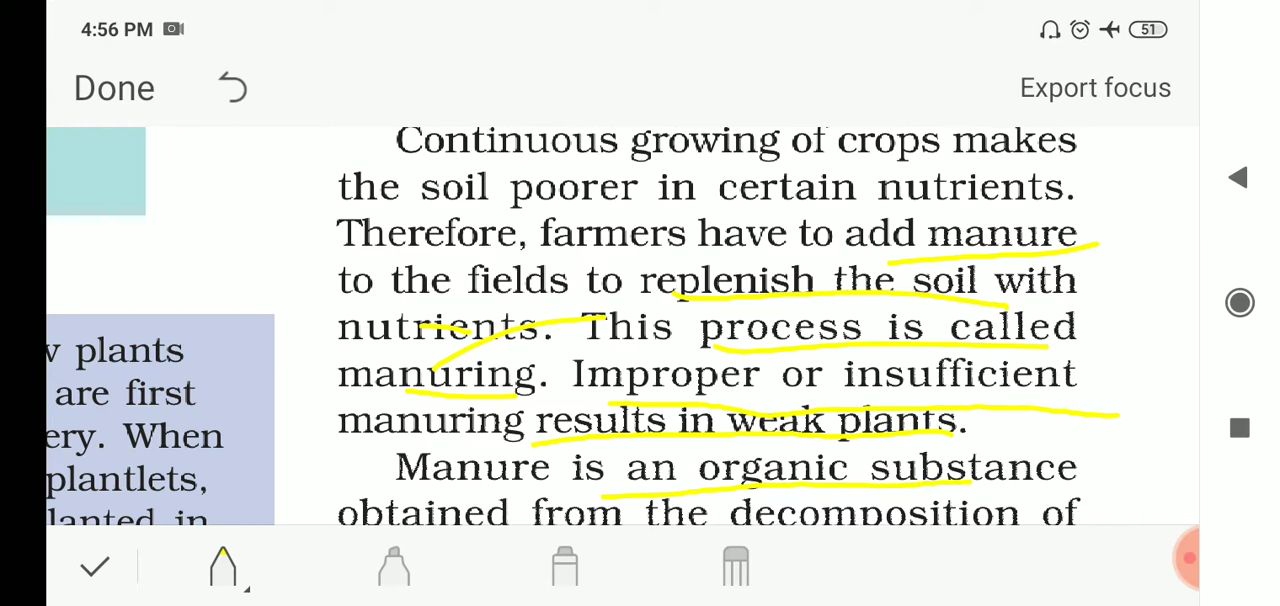 4:56 PM
51
Done
Export focus
Continuous growing of crops makes
the soil poorer in certain nutrients.
Therefore, farmers have to add manure
to the fields to replenish the soil with
nutrients. This process is called
manuring. Improper or insufficient
manuring results in weak plants.
Manure is an organic substance
obtained from the decomposition of
w plants
are first
ery. When
plantlets,
lanted in